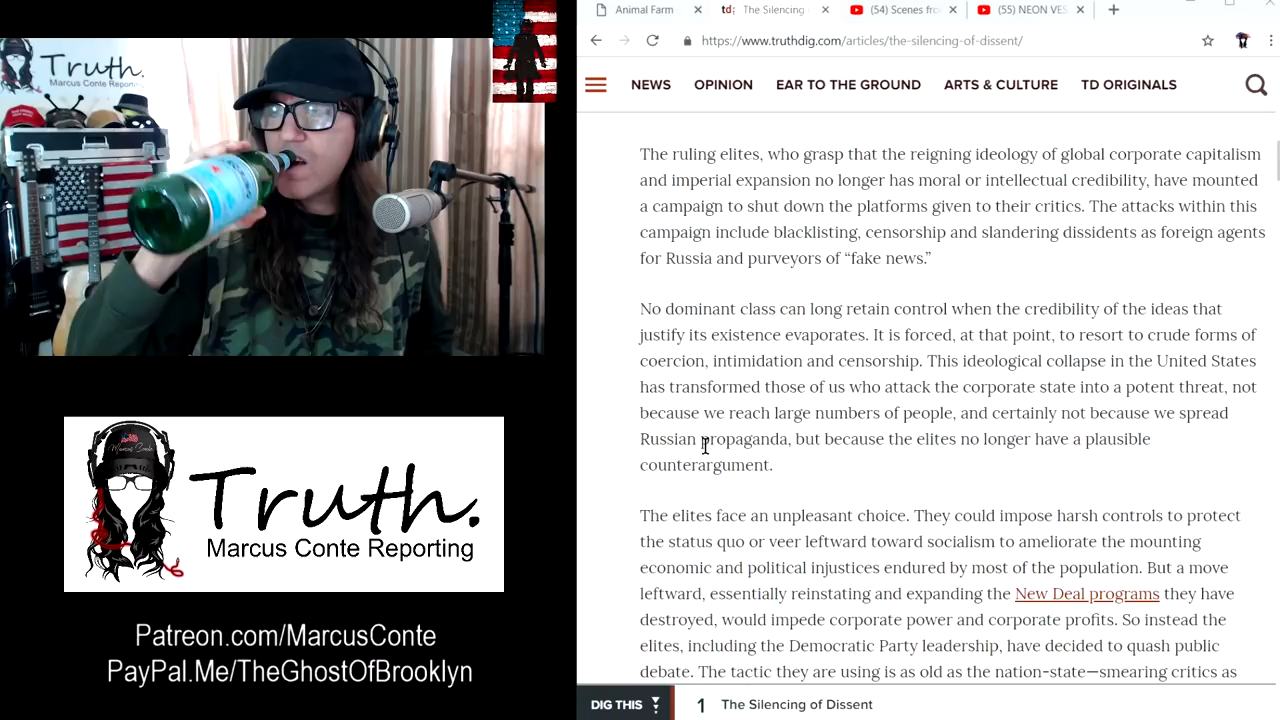 Animal Farm
td; The Silencing
(54) Scenes fro
(55) NEON VES
https://www.truthdig.com/articles/the-silencing-of-dissent/
NEWS OPINION EAR TO THE GROUND ARTS & CULTURE TD ORIGINALS
Truth.
Marcus Conte Reporting
The ruling elites, who grasp that the reigning ideology of global corporate capitalism
and imperial expansion no longer has moral or intellectual credibility, have mounted
a campaign to shut down the platforms given to their critics. The attacks within this
campaign include blacklisting, censorship and slandering dissidents as foreign agents
for Russia and purveyors of “fake news.”
No dominant class can long retain control when the credibility of the ideas that
justify its existence evaporates. It is forced, at that point, to resort to crude forms of
coercion, intimidation and censorship. This ideological collapse in the United States
has transformed those of us who attack the corporate state into a potent threat, not
because we reach large numbers of people, and certainly not because we spread
Russian propaganda, but because the elites no longer have a plausible
counterargument.
The elites face an unpleasant choice. They could impose harsh controls to protect
the status quo or veer leftward toward socialism to ameliorate the mounting
economic and political injustices endured by most of the population. But a move
leftward, essentially reinstating and expanding the New Deal programs they have
destroyed, would impede corporate power and corporate profits. So instead the
elites, including the Democratic Party leadership, have decided to quash public
debate. The tactic they are using is as old as the nation-state—smearing critics as
DIG THIS 1 The Silencing of Dissent
Marcus Conte
Truth.
Marcus Conte Reporting
Patreon.com/MarcusConte
PayPal.Me/TheGhostOfBrooklyn